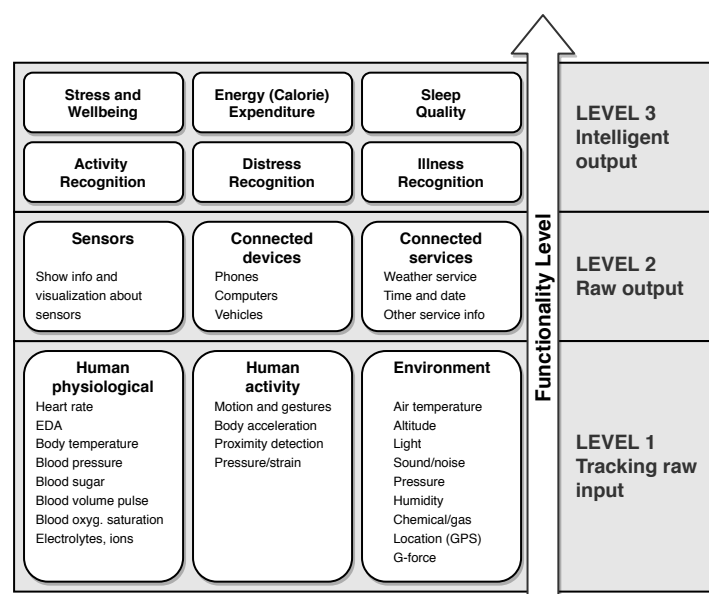 Stress and
Wellbeing
Energy (Calorie)
Expenditure
Sleep
Quality
Activity
Recognition
Distress
Recognition
Illness
Recognition
LEVEL 3
Intelligent
output
Sensors
Show info and
visualization about
sensors
Connected
devices
Phones
Computers
Vehicles
Connected
services
Weather service
Time and date
Other service info
LEVEL 2
Raw output
Human
physiological
Heart rate
EDA
Body temperature
Blood pressure
Blood sugar
Blood volume pulse
Blood oxyg. saturation
Electrolytes, ions
Human
activity
Motion and gestures
Body acceleration
Proximity detection
Pressure/strain
Environment
Air temperature
Altitude
Light
Sound/noise
Pressure
Humidity
Chemical/gas
Location (GPS)
G-force
LEVEL 1
Tracking raw
input
Functionality Level